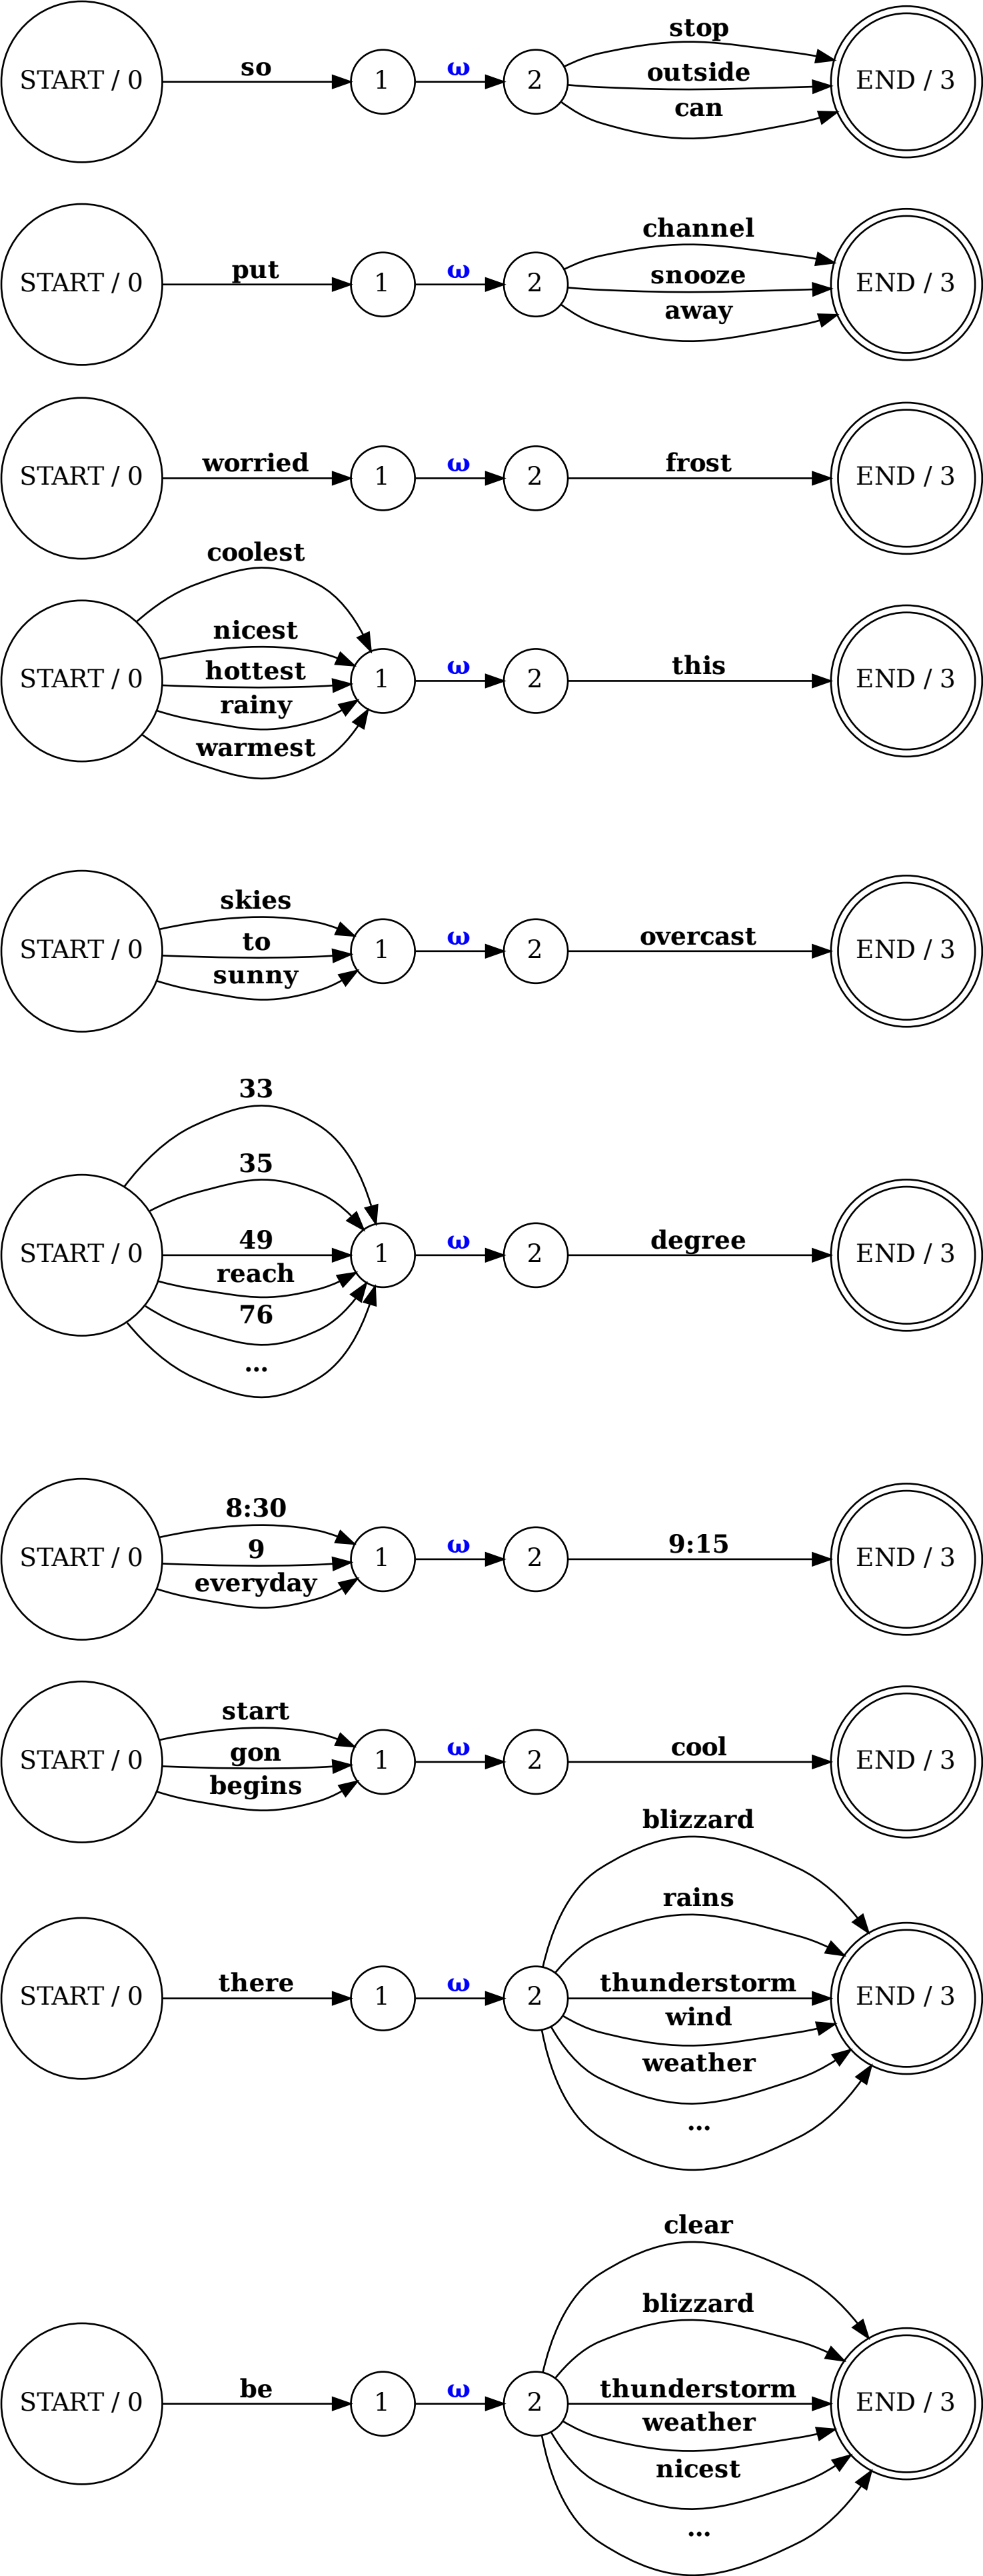 stop
START / 0 so 1 ω 2 outside END / 3
can
channel
START / 0 put 1 ω 2 snooze END / 3
away
START / 0 worried 1 ω 2 frost END / 3
coolest
nicest
START / 0 hottest 1 ω 2 this END / 3
rainy
warmest
skies
START / 0 to 1 ω 2 overcast END / 3
sunny
33
35
START / 0 49 1 ω 2 degree END / 3
reach
76
...
8:30
START / 0 9 1 ω 2 9:15 END / 3
everyday
start
START / 0 gon 1 ω 2 cool END / 3
begins
blizzard
rains
START / 0 there 1 ω 2 thunderstorm END / 3
wind
weather
...
clear
blizzard
START / 0 be 1 ω 2 thunderstorm END / 3
weather
nicest
...